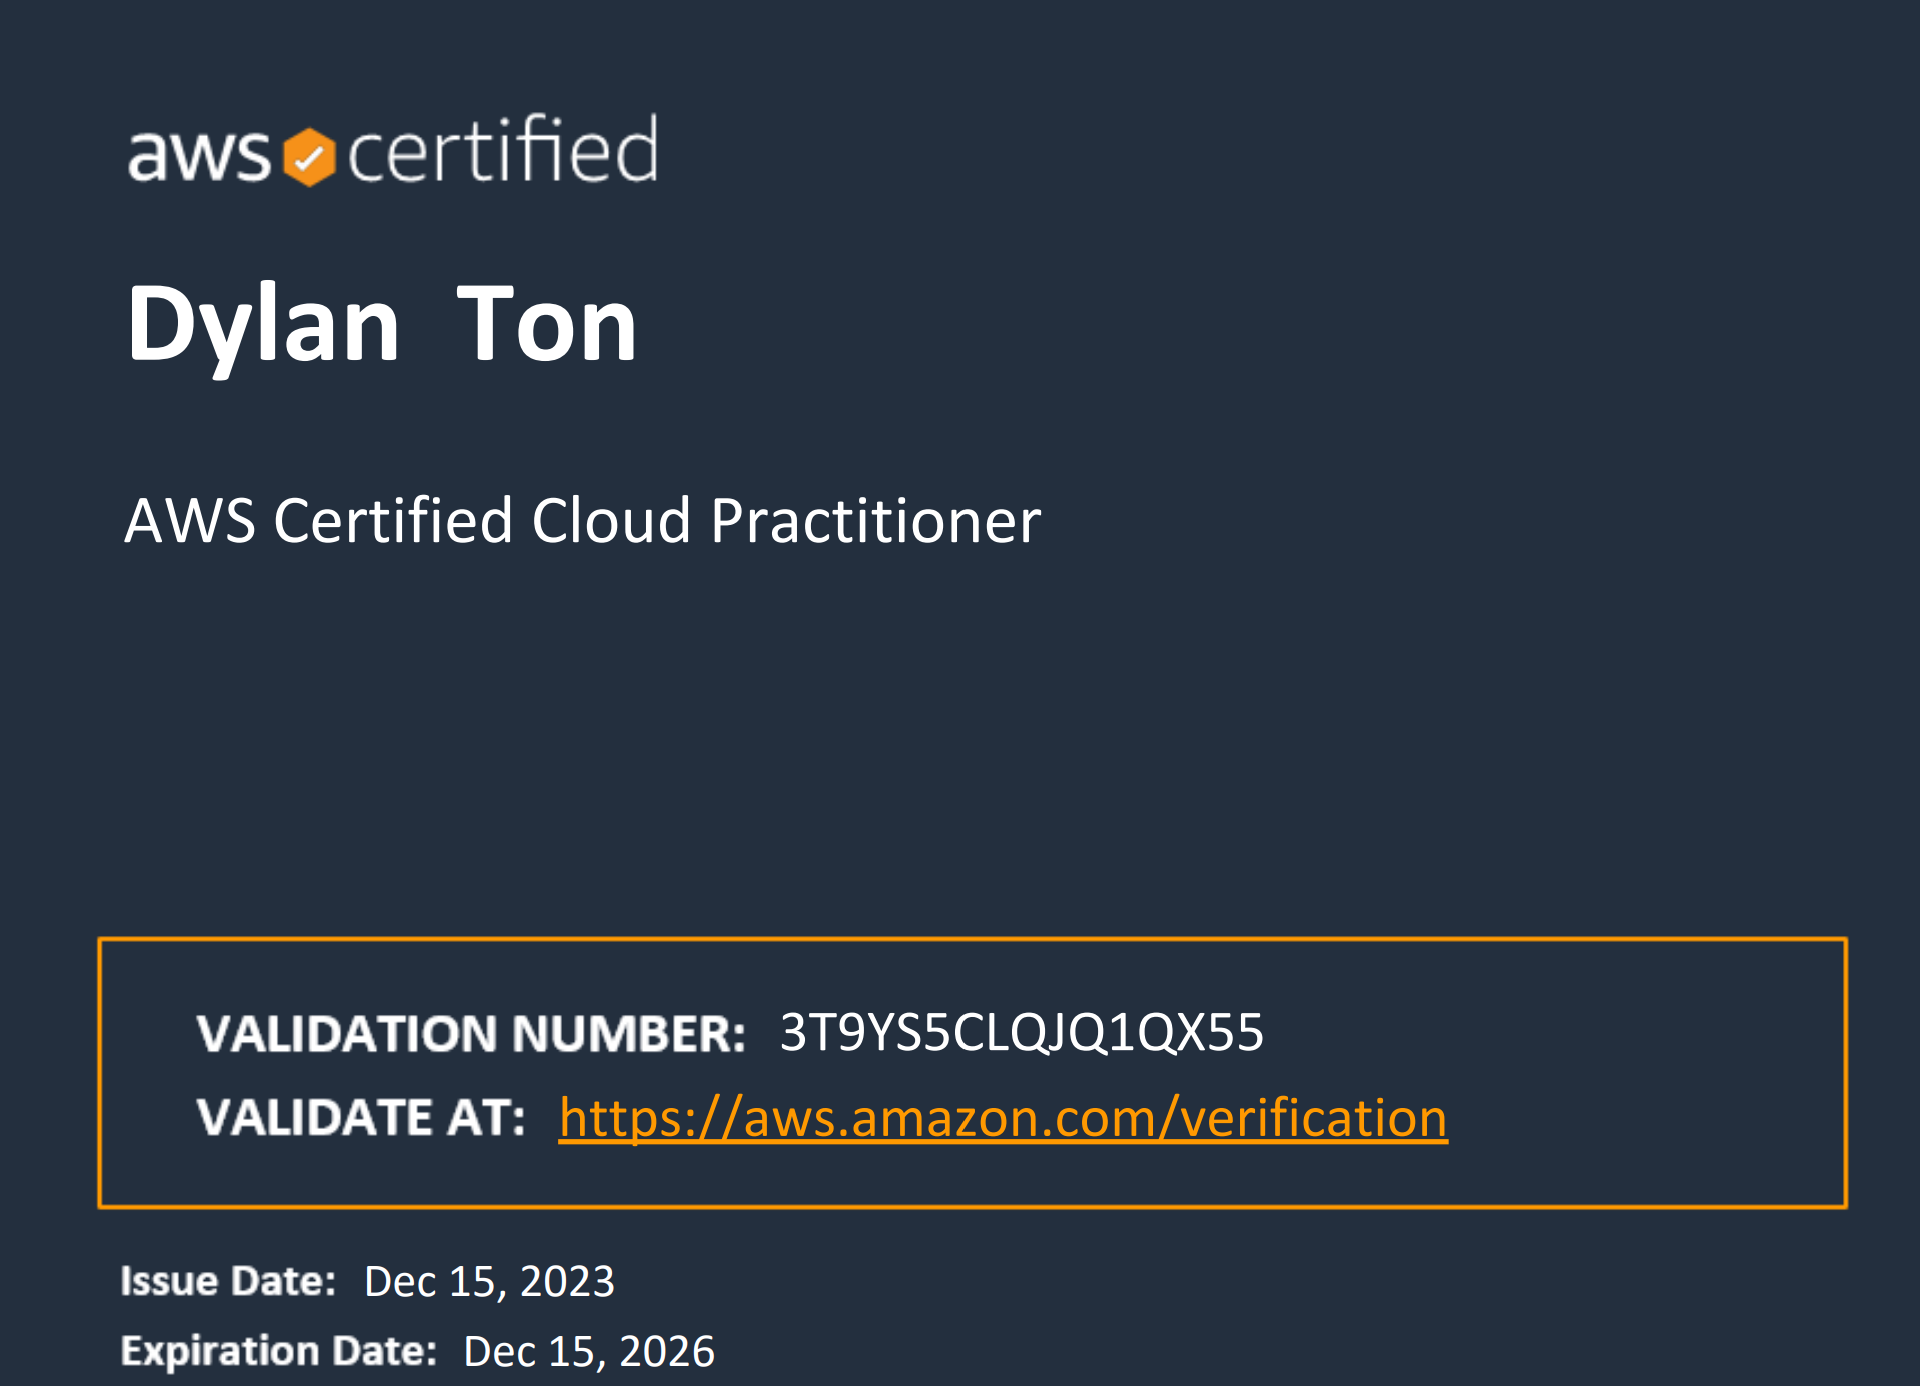 aws certified
Dylan Ton
AWS Certified Cloud Practitioner
VALIDATION NUMBER: 3T9YS5CLQJQ1QX55
VALIDATE AT: https://aws.amazon.com/verification
Issue Date: Dec 15, 2023
Expiration Date: Dec 15, 2026